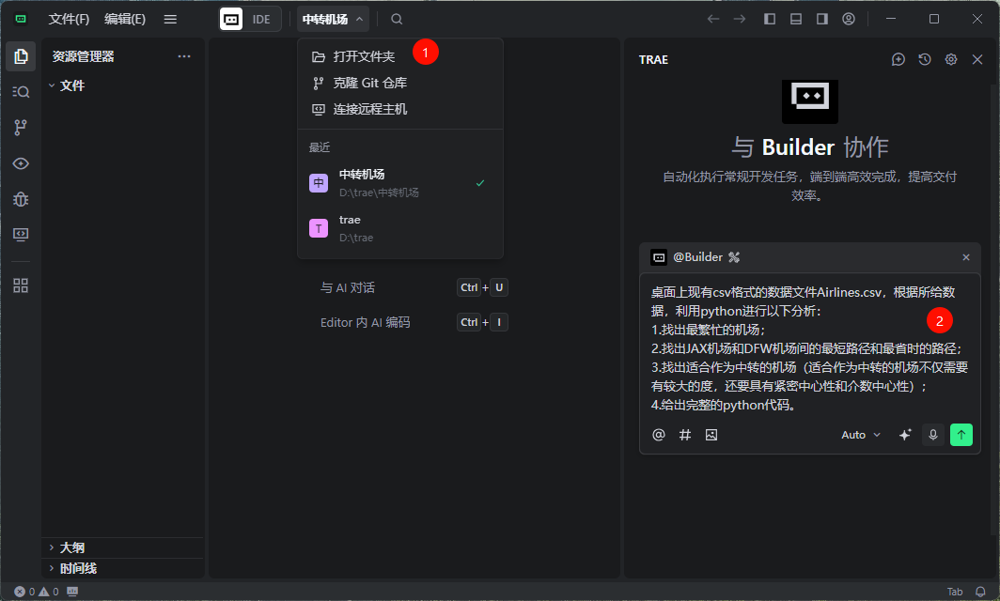 文件(F) 编辑(E) IDE 中转机场
资源管理器
文件
大纲
时间线
打开文件夹 1
克隆 Git 仓库
连接远程主机
最近
中 中转机场
D:\trae\中转机场
T trae
D:\trae
与 AI 对话 Ctrl + U
Editor 内 AI 编码 Ctrl + I
TRAE
与 Builder 协作
自动化执行常规开发任务，端到端高效完成，提高交付
效率。
@Builder
桌面上现有csv格式的数据文件Airlines.csv，根据所给数
据，利用python进行以下分析：
1.找出最繁忙的机场；
2
2.找出JAX机场和DFW机场间的最短路径和最省时的路径；
3.找出适合作为中转的机场（适合作为中转的机场不仅需要
有较大的度，还要具有紧密中心性和介数中心性）；
4.给出完整的python代码。
Auto
0 0 Tab